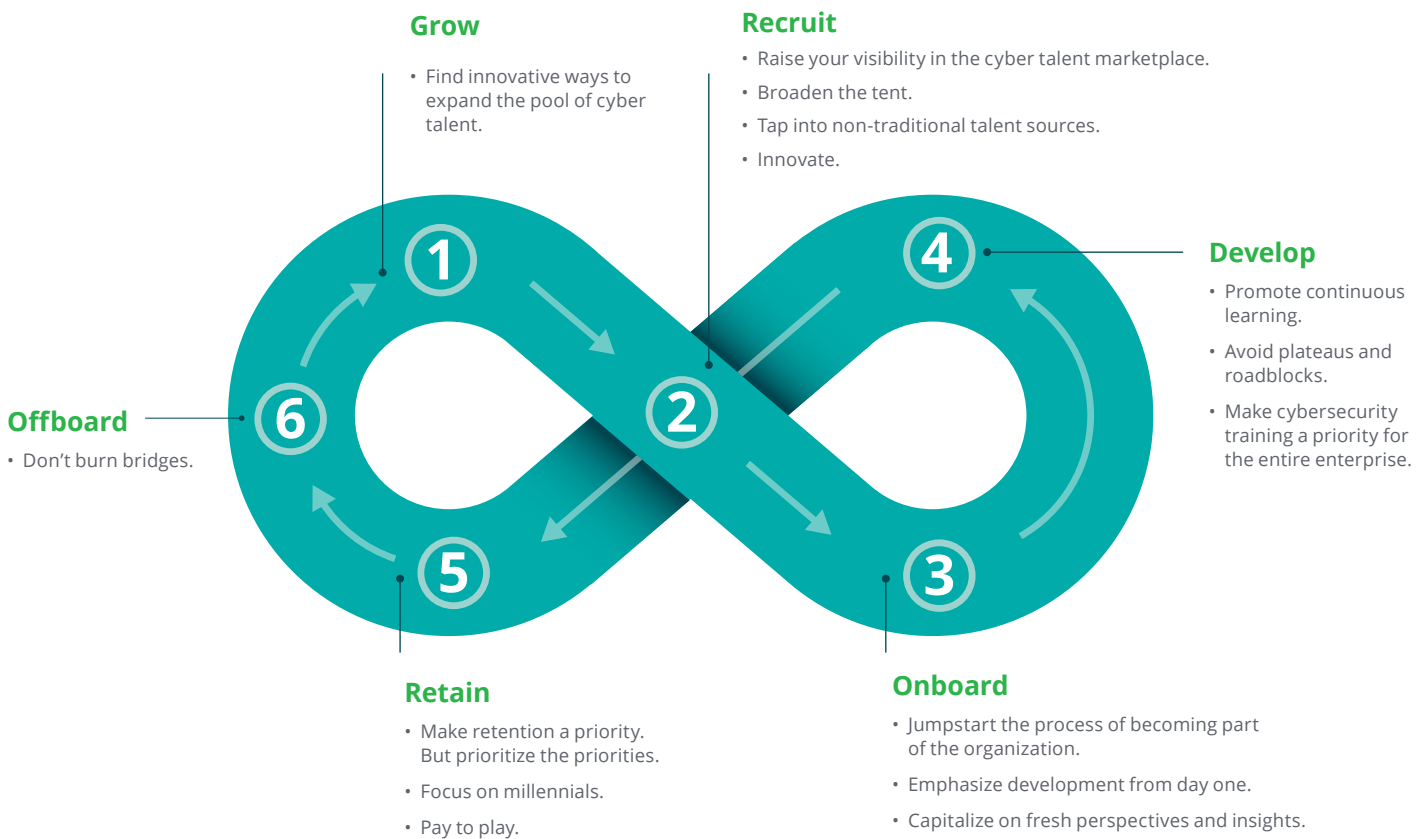 Grow
• Find innovative ways to
expand the pool of cyber
talent.
Recruit
• Raise your visibility in the cyber talent marketplace.
• Broaden the tent.
• Tap into non-traditional talent sources.
• Innovate.
1
4
Develop
• Promote continuous
learning.
• Avoid plateaus and
roadblocks.
• Make cybersecurity
training a priority for
the entire enterprise.
2
6
Offboard
• Don’t burn bridges.
5
3
Retain
• Make retention a priority.
But prioritize the priorities.
• Focus on millennials.
• Pay to play.
Onboard
• Jumpstart the process of becoming part
of the organization.
• Emphasize development from day one.
• Capitalize on fresh perspectives and insights.